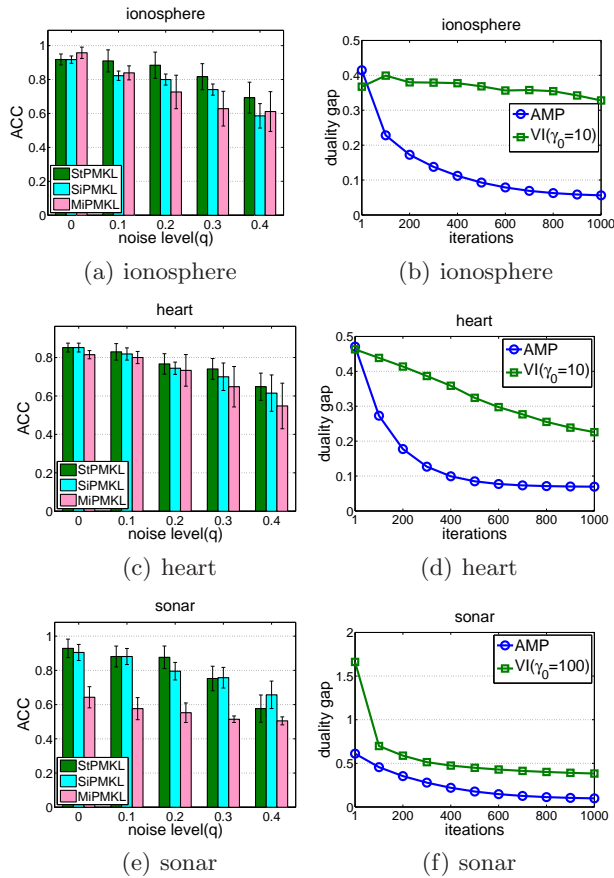 ionosphere
ACC
1
0.8
0.6
0.4
0.2
0
StPMKL
SiPMKL
MiPMKL
0 0.1 0.2 0.3 0.4
noise level(q)
(a) ionosphere
ionosphere
duality gap
0.5
0.4
0.3
0.2
0.1
0
AMP
VI(γ0=10)
1 200 400 600 800 1000
iterations
(b) ionosphere
heart
ACC
0.8
0.6
0.4
0.2
0
StPMKL
SiPMKL
MiPMKL
0 0.1 0.2 0.3 0.4
noise level(q)
(c) heart
heart
duality gap
0.5
0.4
0.3
0.2
0.1
0
AMP
VI(γ0=10)
1 200 400 600 800 1000
iterations
(d) heart
sonar
ACC
1
0.8
0.6
0.4
0.2
0
StPMKL
SiPMKL
MiPMKL
0 0.1 0.2 0.3 0.4
noise level(q)
(e) sonar
sonar
duality gap
2
1.5
1
0.5
0
AMP
VI(γ0=100)
1 200 400 600 800 1000
iteations
(f) sonar